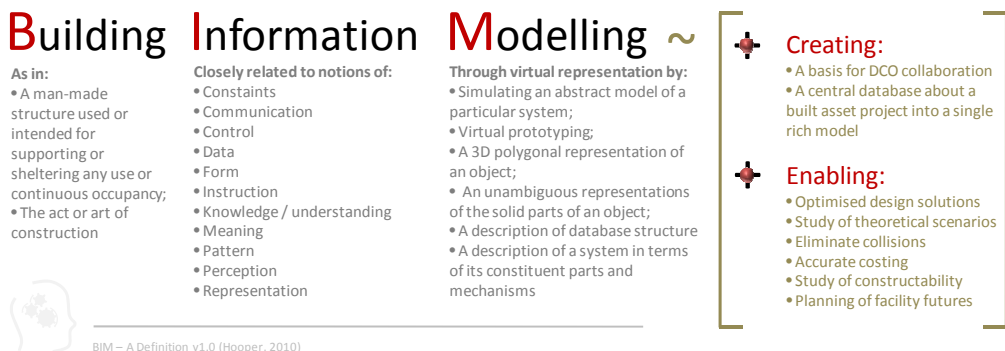 Building Information Modelling ~
As in:
• A man-made
structure used or
intended for
supporting or
sheltering any use or
continuous occupancy;
• The act or art of
construction
Closely related to notions of:
• Constaints
• Communication
• Control
• Data
• Form
• Instruction
• Knowledge / understanding
• Meaning
• Pattern
• Perception
• Representation
Through virtual representation by:
• Simulating an abstract model of a
particular system;
• Virtual prototyping;
• A 3D polygonal representation of
an object;
• An unambiguous representations
of the solid parts of an object;
• A description of database structure
• A description of a system in terms
of its constituent parts and
mechanisms
Creating:
• A basis for DCO collaboration
• A central database about a
built asset project into a single
rich model
Enabling:
• Optimised design solutions
• Study of theoretical scenarios
• Eliminate collisions
• Accurate costing
• Study of constructability
• Planning of facility futures
BIM – A Definition v1.0 (Hooper, 2010)